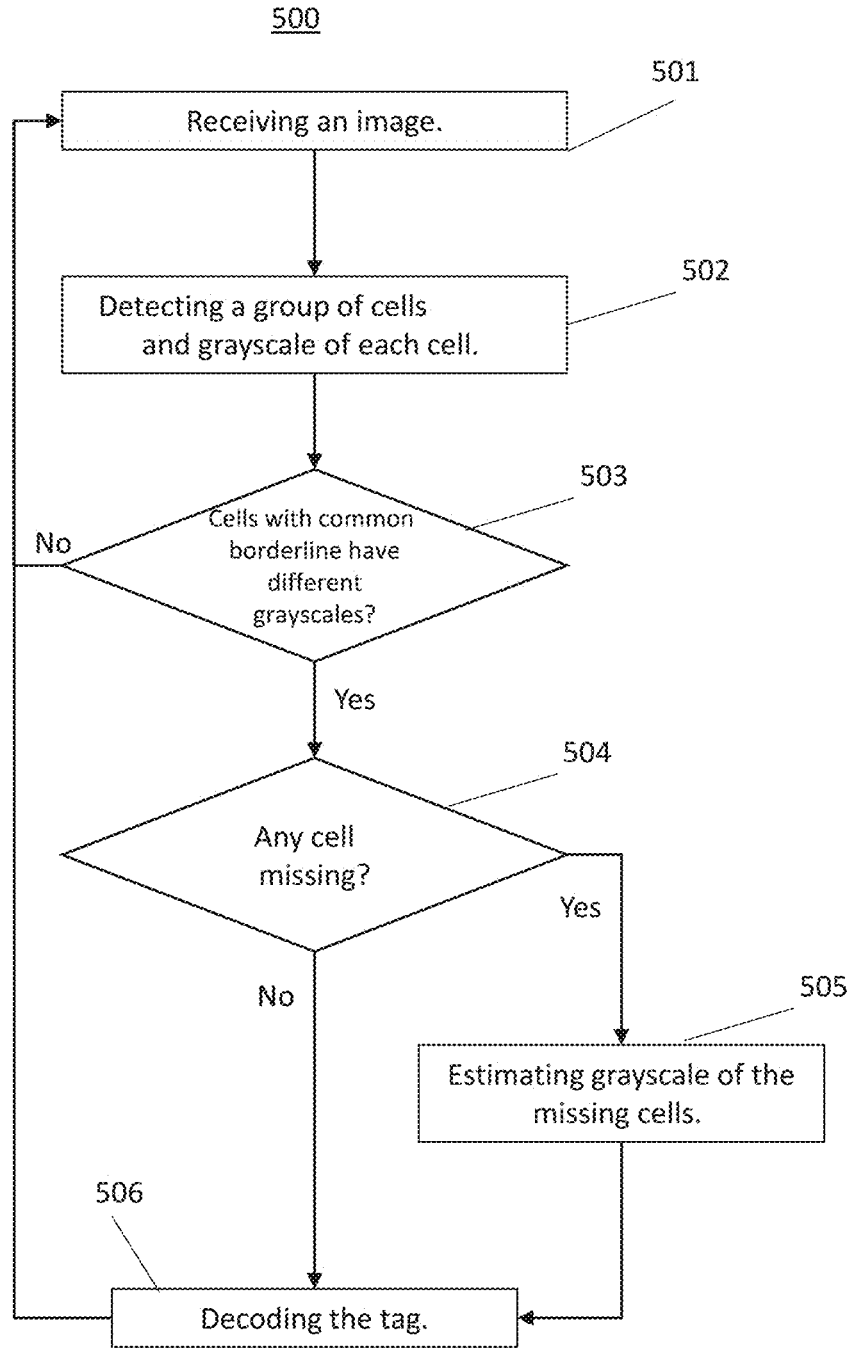 500
501
Receiving an image.
502
Detecting a group of cells
and grayscale of each cell.
503
Cells with common
borderline have
different
grayscales?
No
Yes
504
Any cell
missing?
Yes
No
505
Estimating grayscale of the
missing cells.
506
Decoding the tag.